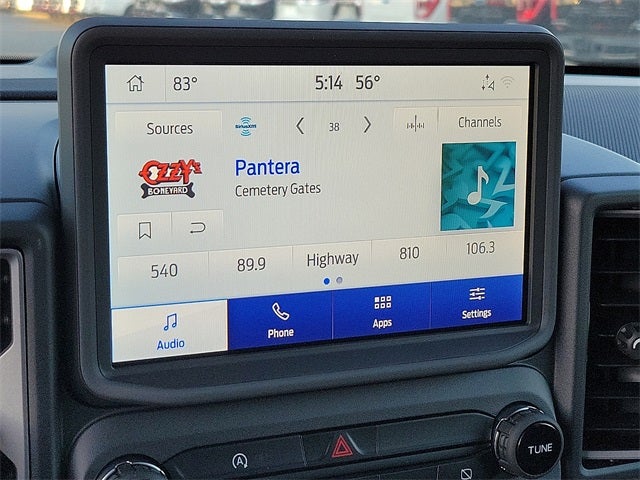 83° 5:14 56°
Sources SiriusXM 38 Channels
OZZY'S
BONEYARD
Pantera
Cemetery Gates
540 89.9 Highway 810 106.3
Audio Phone Apps Settings
A
TUNE